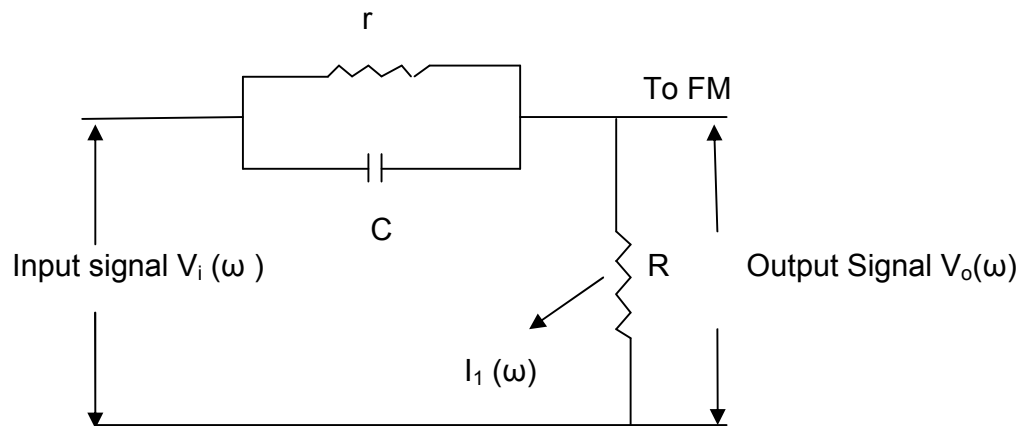 r
To FM
C
Input signal Vᵢ (ω )
R
Output Signal Vₒ(ω)
I₁ (ω)